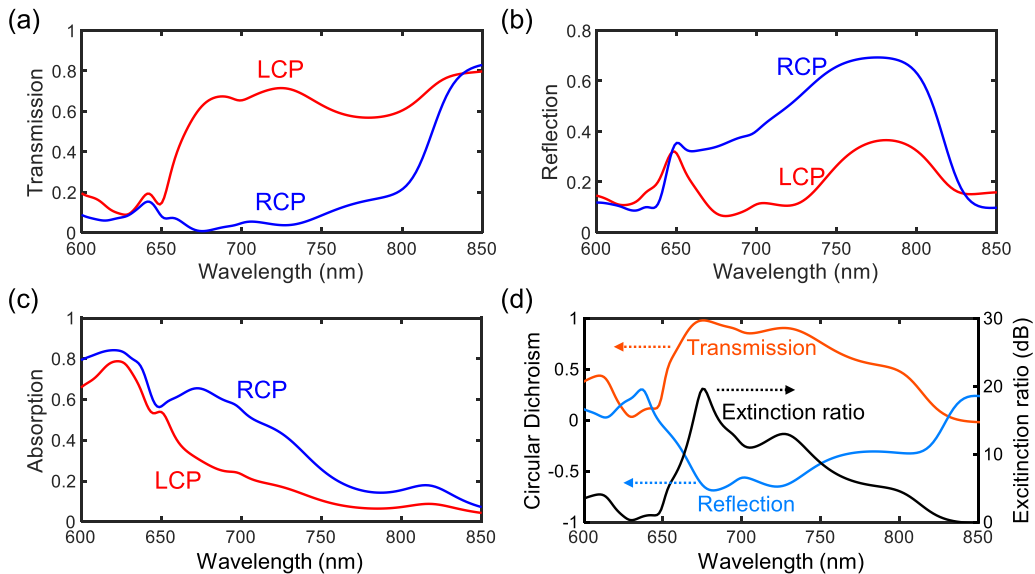 (a)
1
0.8
0.6
0.4
0.2
0
Transmission
LCP
RCP
600 650 700 750 800 850
Wavelength (nm)
(b)
0.8
0.6
0.4
0.2
0
Reflection
RCP
LCP
600 650 700 750 800 850
Wavelength (nm)
(c)
1
0.8
0.6
0.4
0.2
0
Absorption
RCP
LCP
600 650 700 750 800 850
Wavelength (nm)
(d)
1
0.5
0
-0.5
-1
Circular Dichroism
Transmission
Extinction ratio
Reflection
30
20
10
0
Excitinction ratio (dB)
600 650 700 750 800 850
Wavelength (nm)